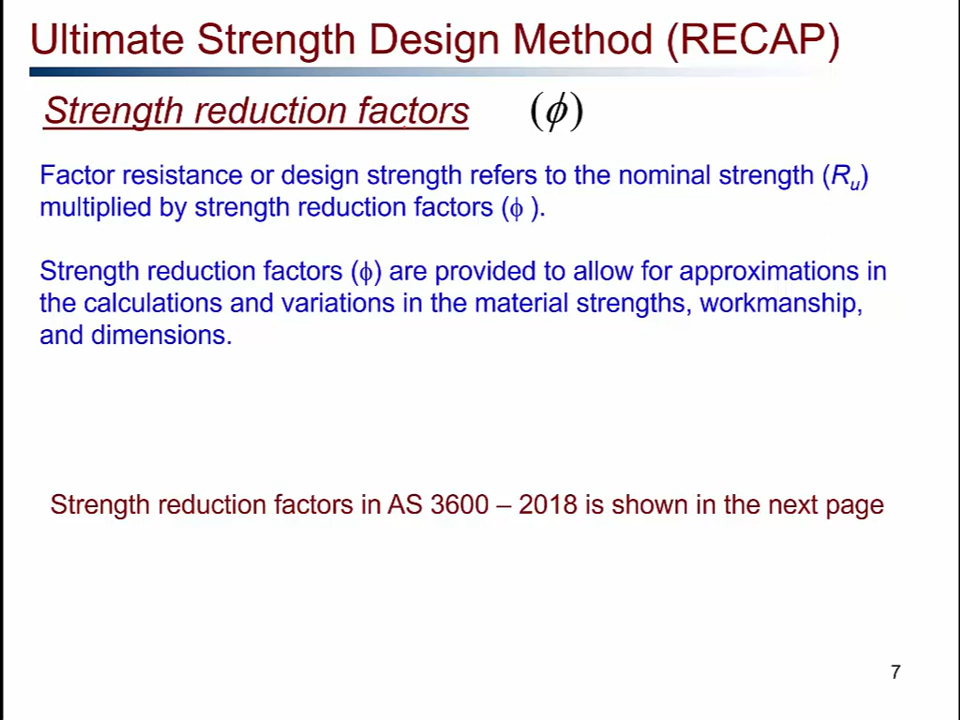 Ultimate Strength Design Method (RECAP)
Strength reduction factors (ϕ)
Factor resistance or design strength refers to the nominal strength (Ru)
multiplied by strength reduction factors (ϕ ).
Strength reduction factors (ϕ) are provided to allow for approximations in
the calculations and variations in the material strengths, workmanship,
and dimensions.
Strength reduction factors in AS 3600 – 2018 is shown in the next page
7